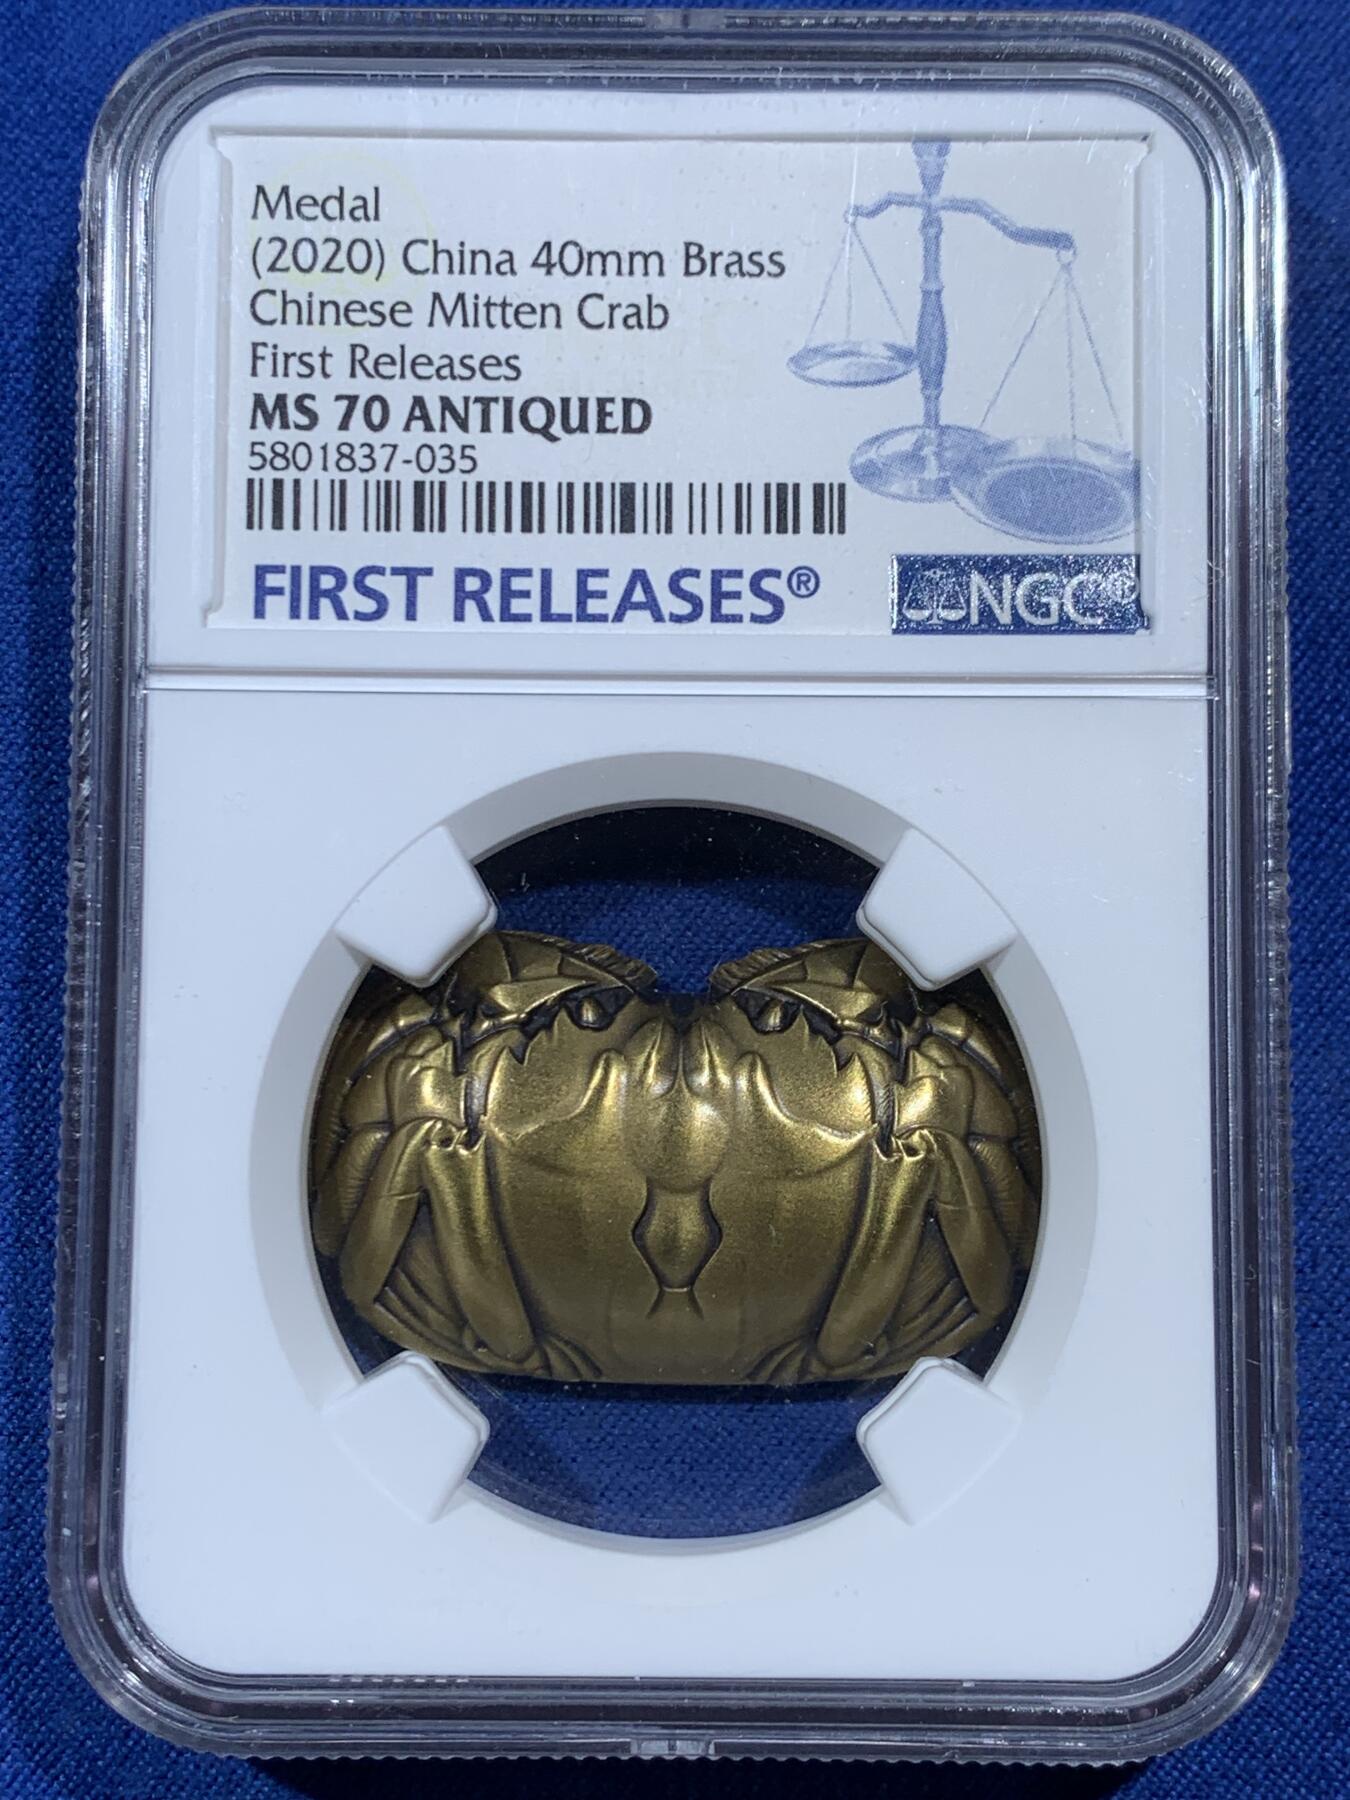 Medal
(2020) China 40mm Brass
Chinese Mitten Crab
First Releases
MS 70 ANTIQUED
5801837-035
FIRST RELEASES®
NGC®